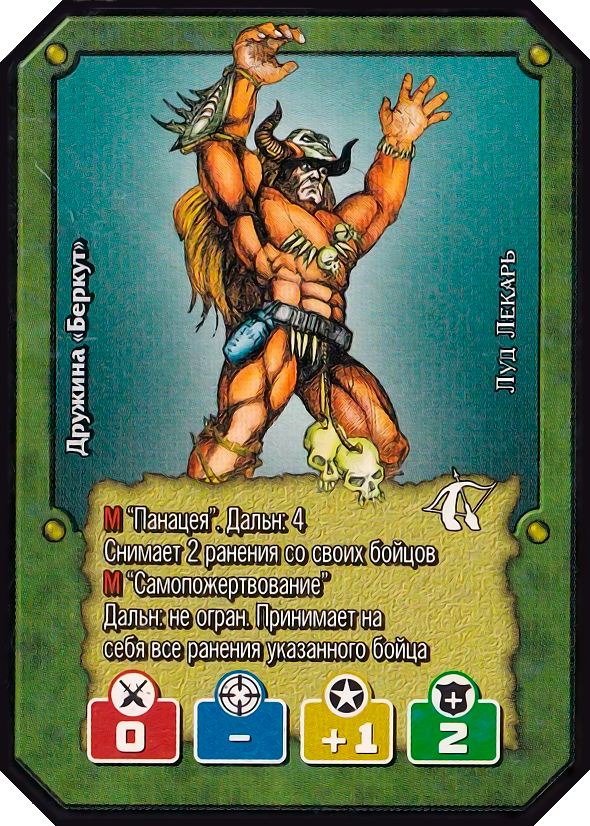 Дружина «Беркут»
Луд Лекарь
М "Панацея". Дальн: 4
Снимает 2 ранения со своих бойцов
М "Самопожертвование"
Дальн: не огран. Принимает на
себя все ранения указанного бойца
0 - +1 2